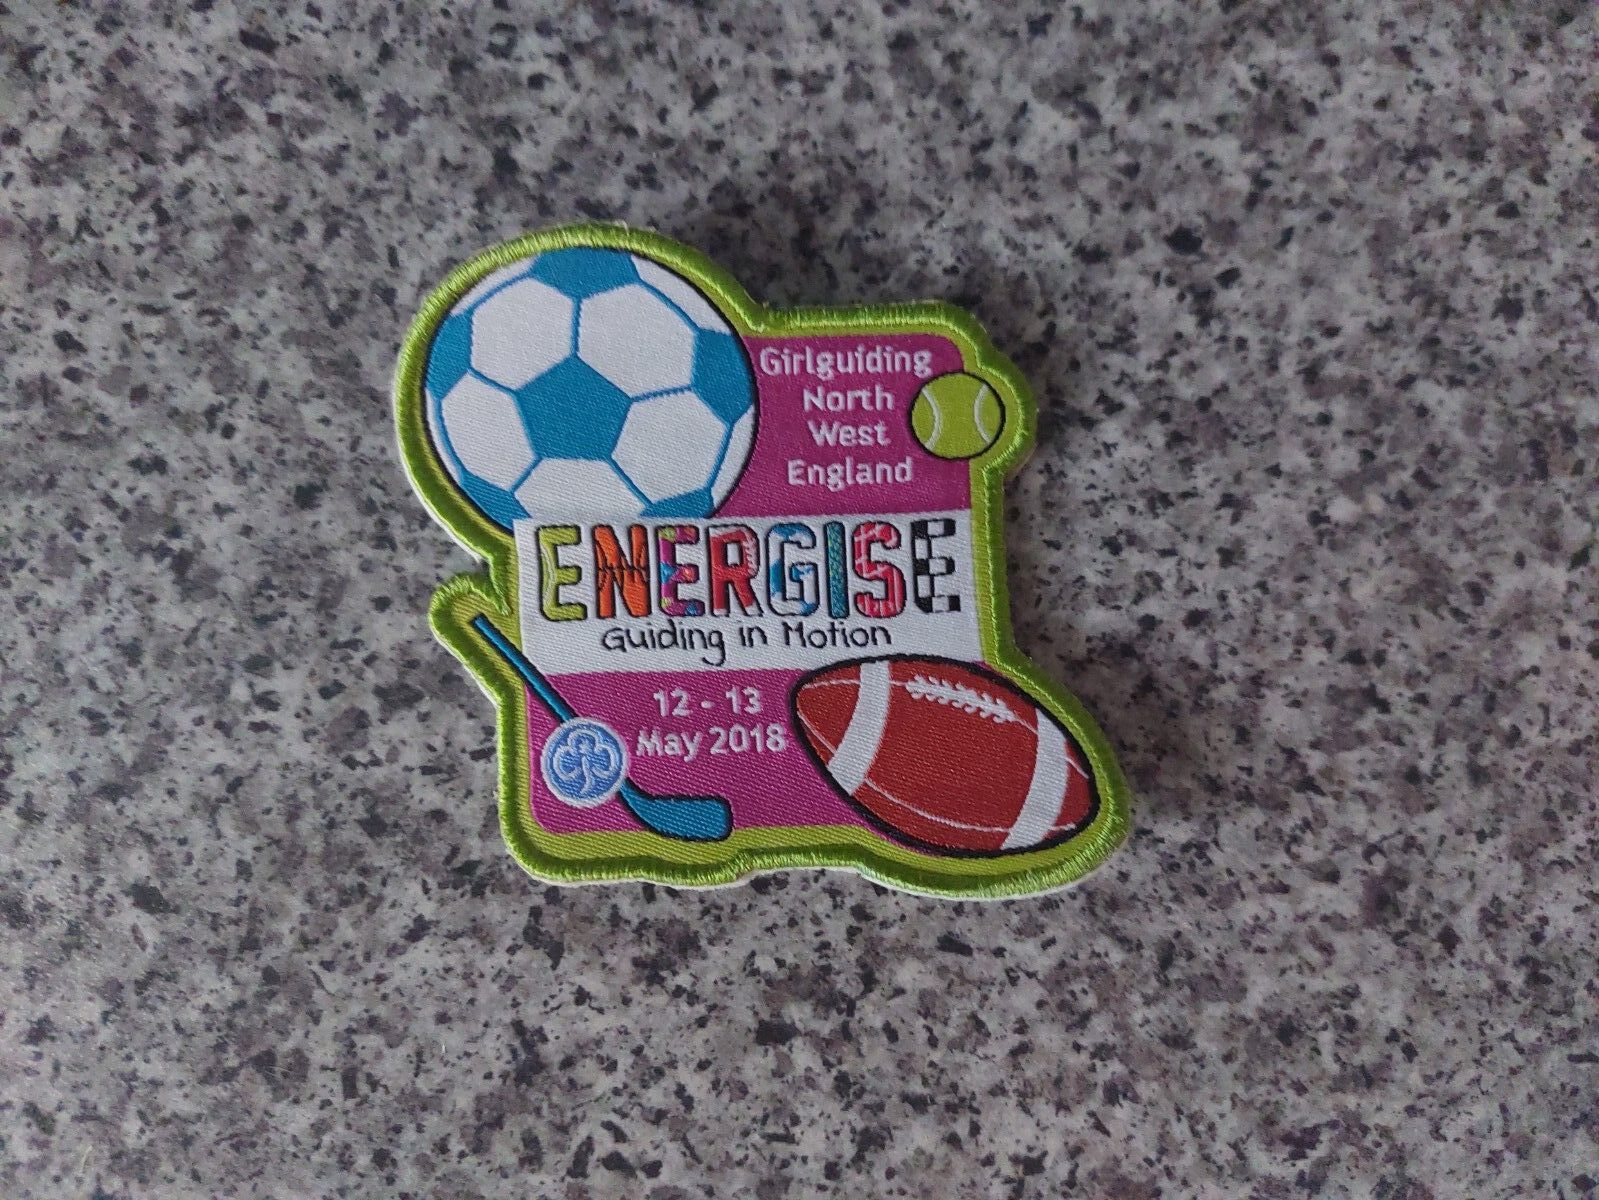 Girlguiding
North
West
England
ENERGISE
Guiding in Motion
12 - 13
May 2018